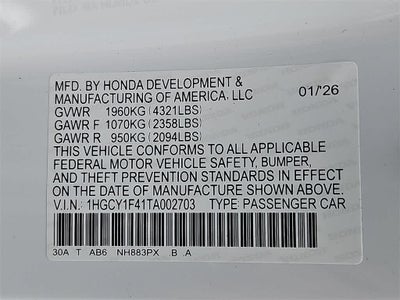 MFD. BY HONDA DEVELOPMENT &
MANUFACTURING OF AMERICA, LLC 01/'26
GVWR 1960KG (4321LBS)
GAWR F 1070KG (2358LBS)
GAWR R 950KG (2094LBS)
THIS VEHICLE CONFORMS TO ALL APPLICABLE
FEDERAL MOTOR VEHICLE SAFETY, BUMPER,
AND THEFT PREVENTION STANDARDS IN EFFECT ON THE
DATE OF MANUFACTURE SHOWN ABOVE.
V.I.N.: 1HGCY1F41TA002703 TYPE: PASSENGER CAR
30A T AB6 NH883PX B .A